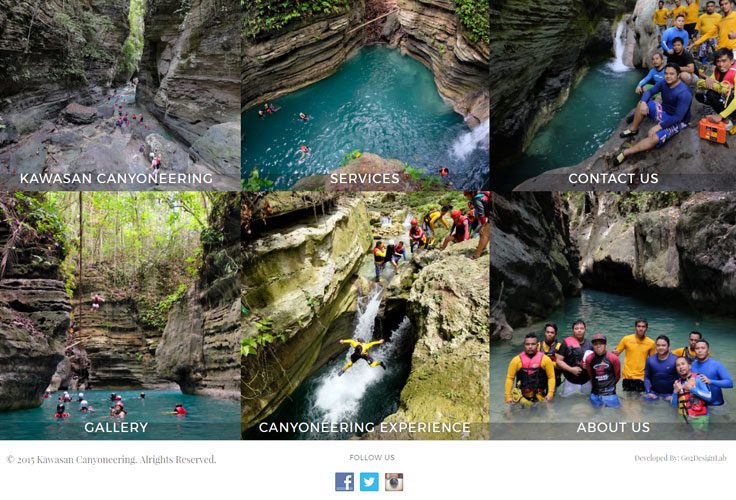 KAWASAN CANYONEERING
SERVICES
CONTACT US
GALLERY
CANYONEERING EXPERIENCE
ABOUT US
© 2015 Kawasan Canyoneering. Alrights Reserved.
FOLLOW US
Developed By: Go2DesignLab